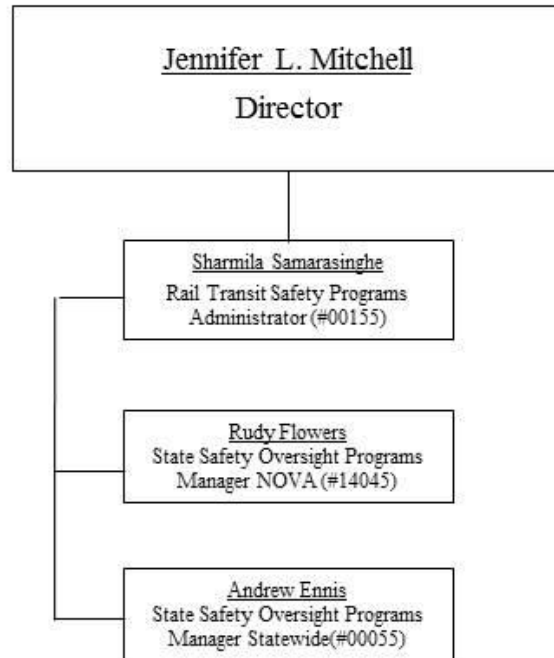 Jennifer L. Mitchell
Director
Sharmila Samarasinghe
Rail Transit Safety Programs
Administrator (#00155)
Rudy Flowers
State Safety Oversight Programs
Manager NOVA (#14045)
Andrew Ennis
State Safety Oversight Programs
Manager Statewide(#00055)